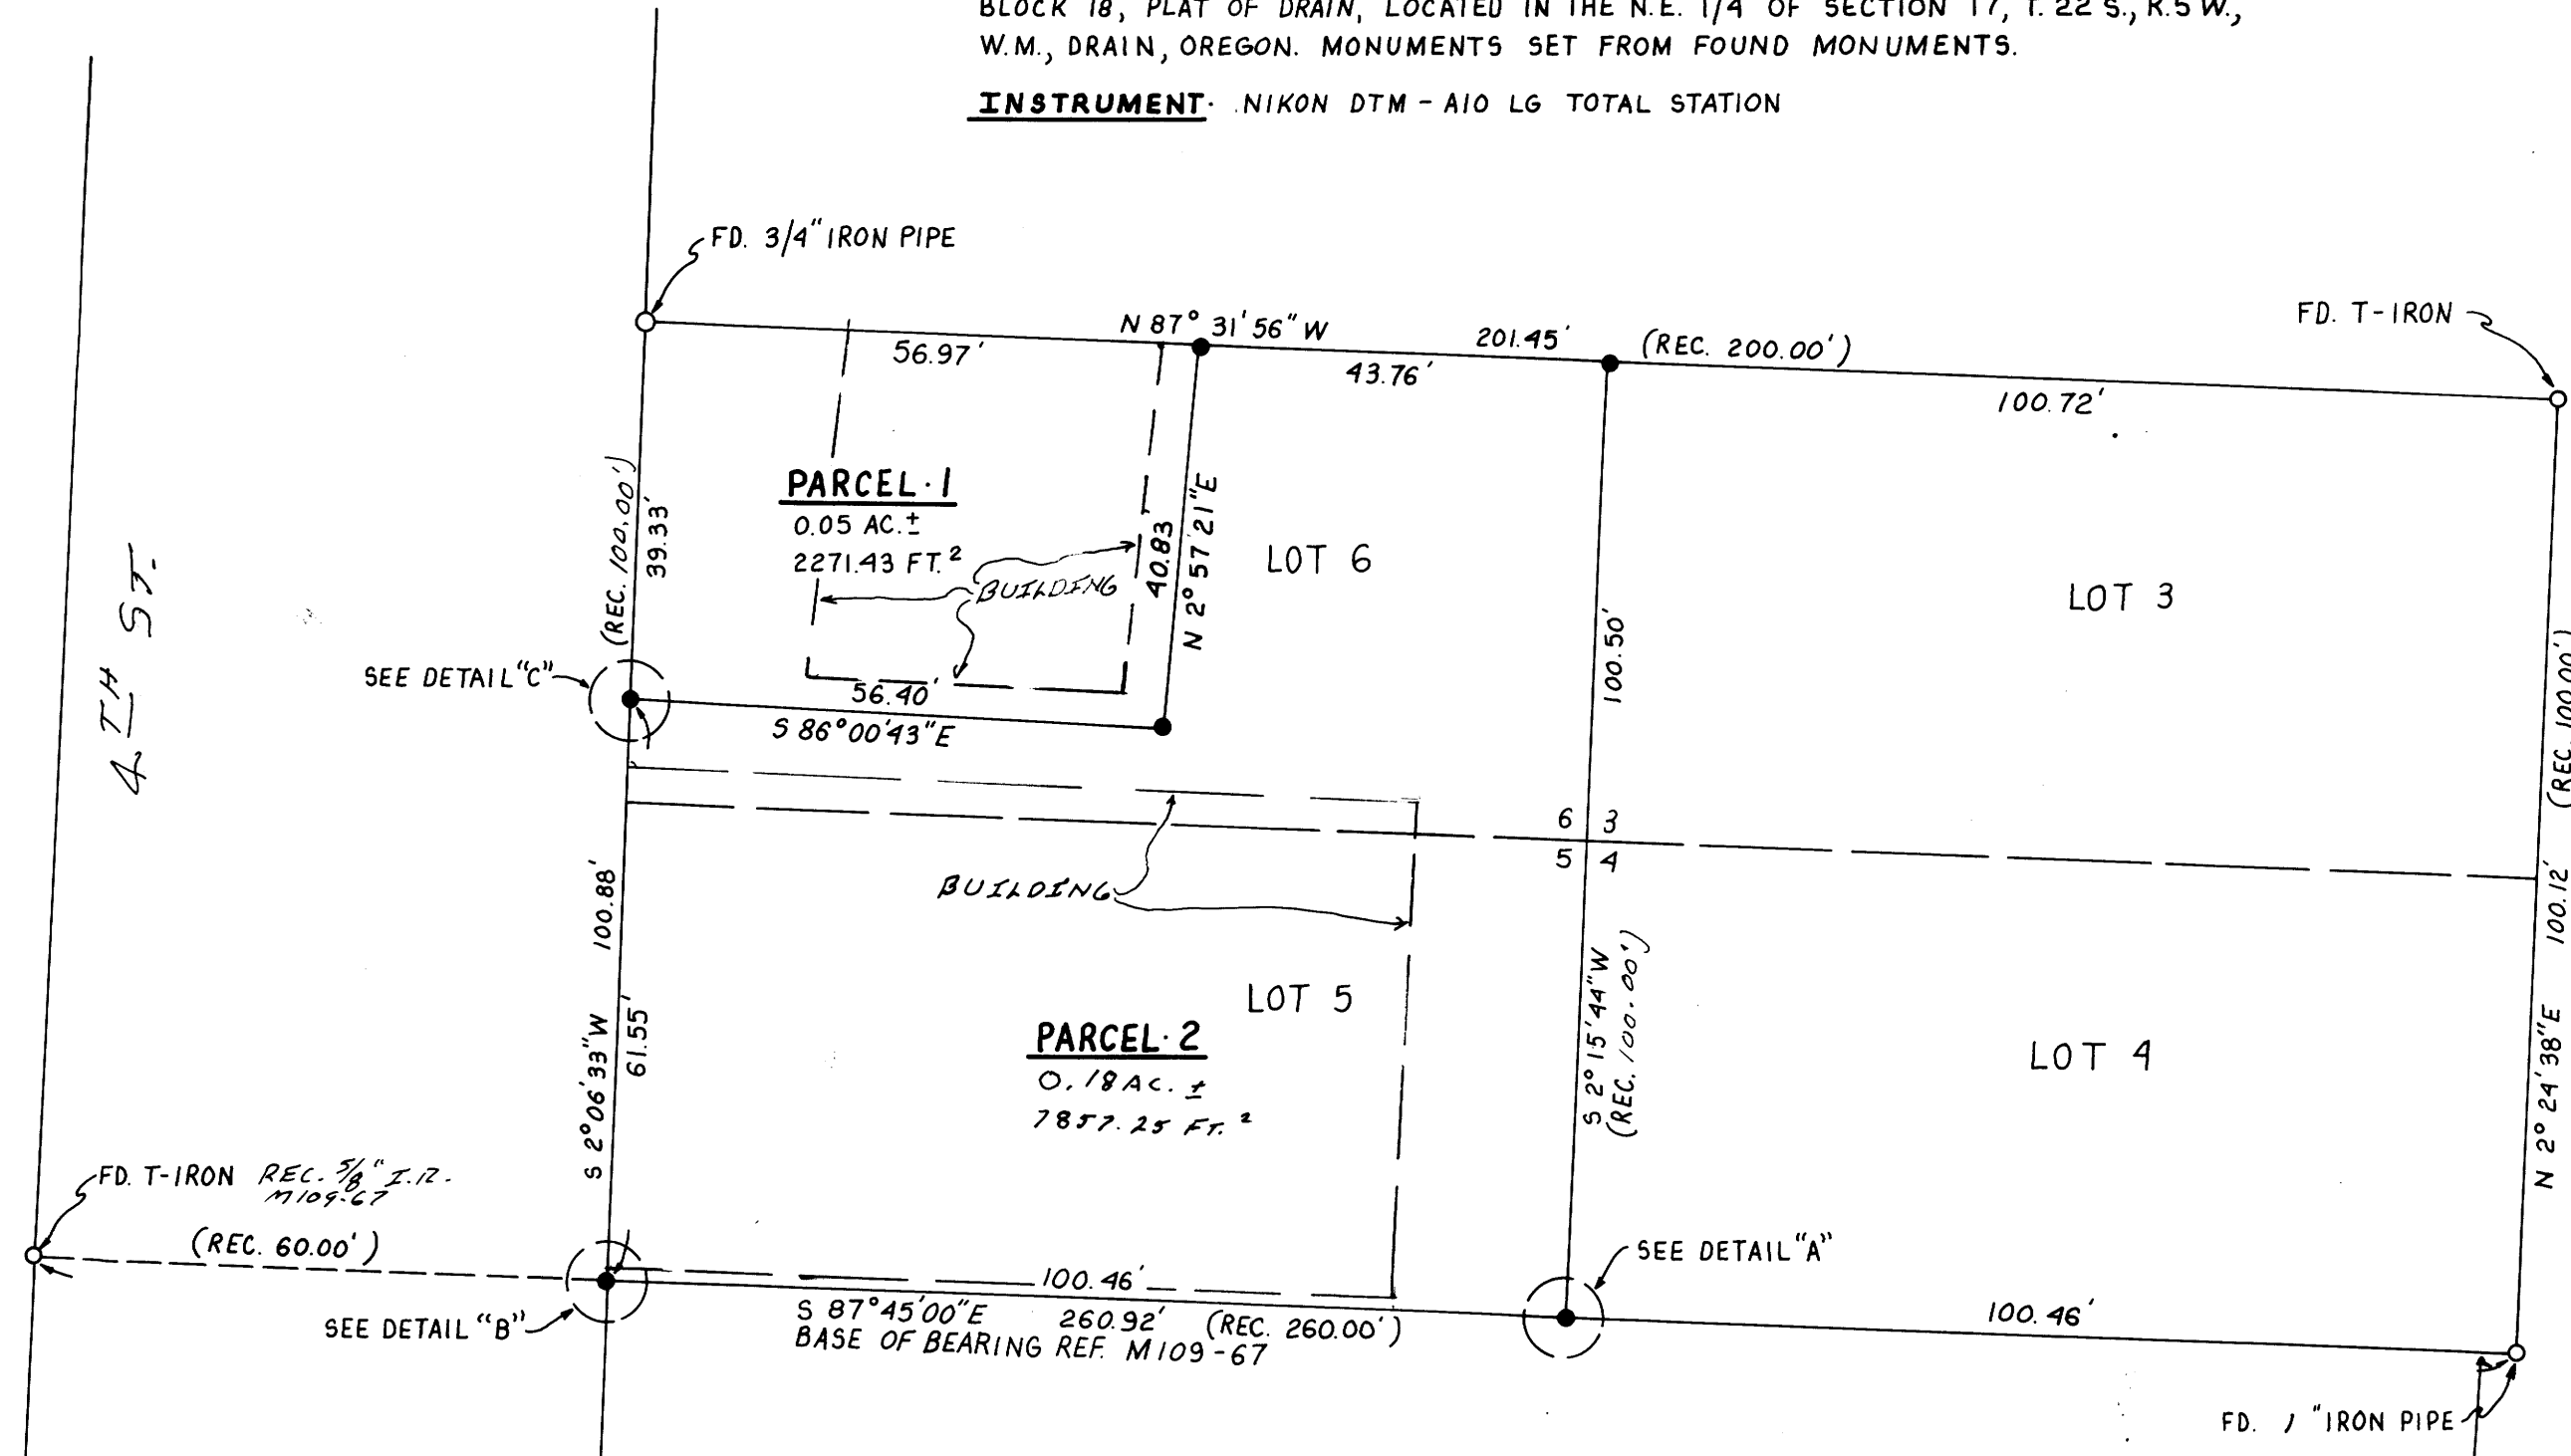 BLOCK 18, PLAT OF DRAIN, LOCATED IN THE N.E. 1/4 OF SECTION 17, T. 22 S., R.5 W.,
W.M., DRAIN, OREGON. MONUMENTS SET FROM FOUND MONUMENTS.
INSTRUMENT· NIKON DTM - A10 LG TOTAL STATION
FD. 3/4" IRON PIPE
FD. T-IRON
N 87° 31' 56" W
201.45'
(REC. 200.00')
56.97'
43.76'
100.72'
PARCEL·1
0.05 AC.±
2271.43 FT.²
BUILDING
(REC. 100.00')
39.33'
40.83'
N 2° 57' 21" E
LOT 6
LOT 3
100.50'
(REC. 100.00')
4TH ST.
SEE DETAIL "C"
56.40'
S 86°00'43"E
6 3
5 4
BUILDING
100.88'
100.12'
LOT 5
PARCEL·2
0.18 AC. ±
7857.25 FT.²
S 2°06'33"W
61.55'
S 2°15'44"W
(REC. 100.00')
LOT 4
N 2° 24' 38"E
FD. T-IRON REC. 5/8" I.R.
M109-67
(REC. 60.00')
SEE DETAIL "A"
100.46'
SEE DETAIL "B"
S 87°45'00"E 260.92' (REC. 260.00')
BASE OF BEARING REF. M109-67
100.46'
FD. 1" IRON PIPE